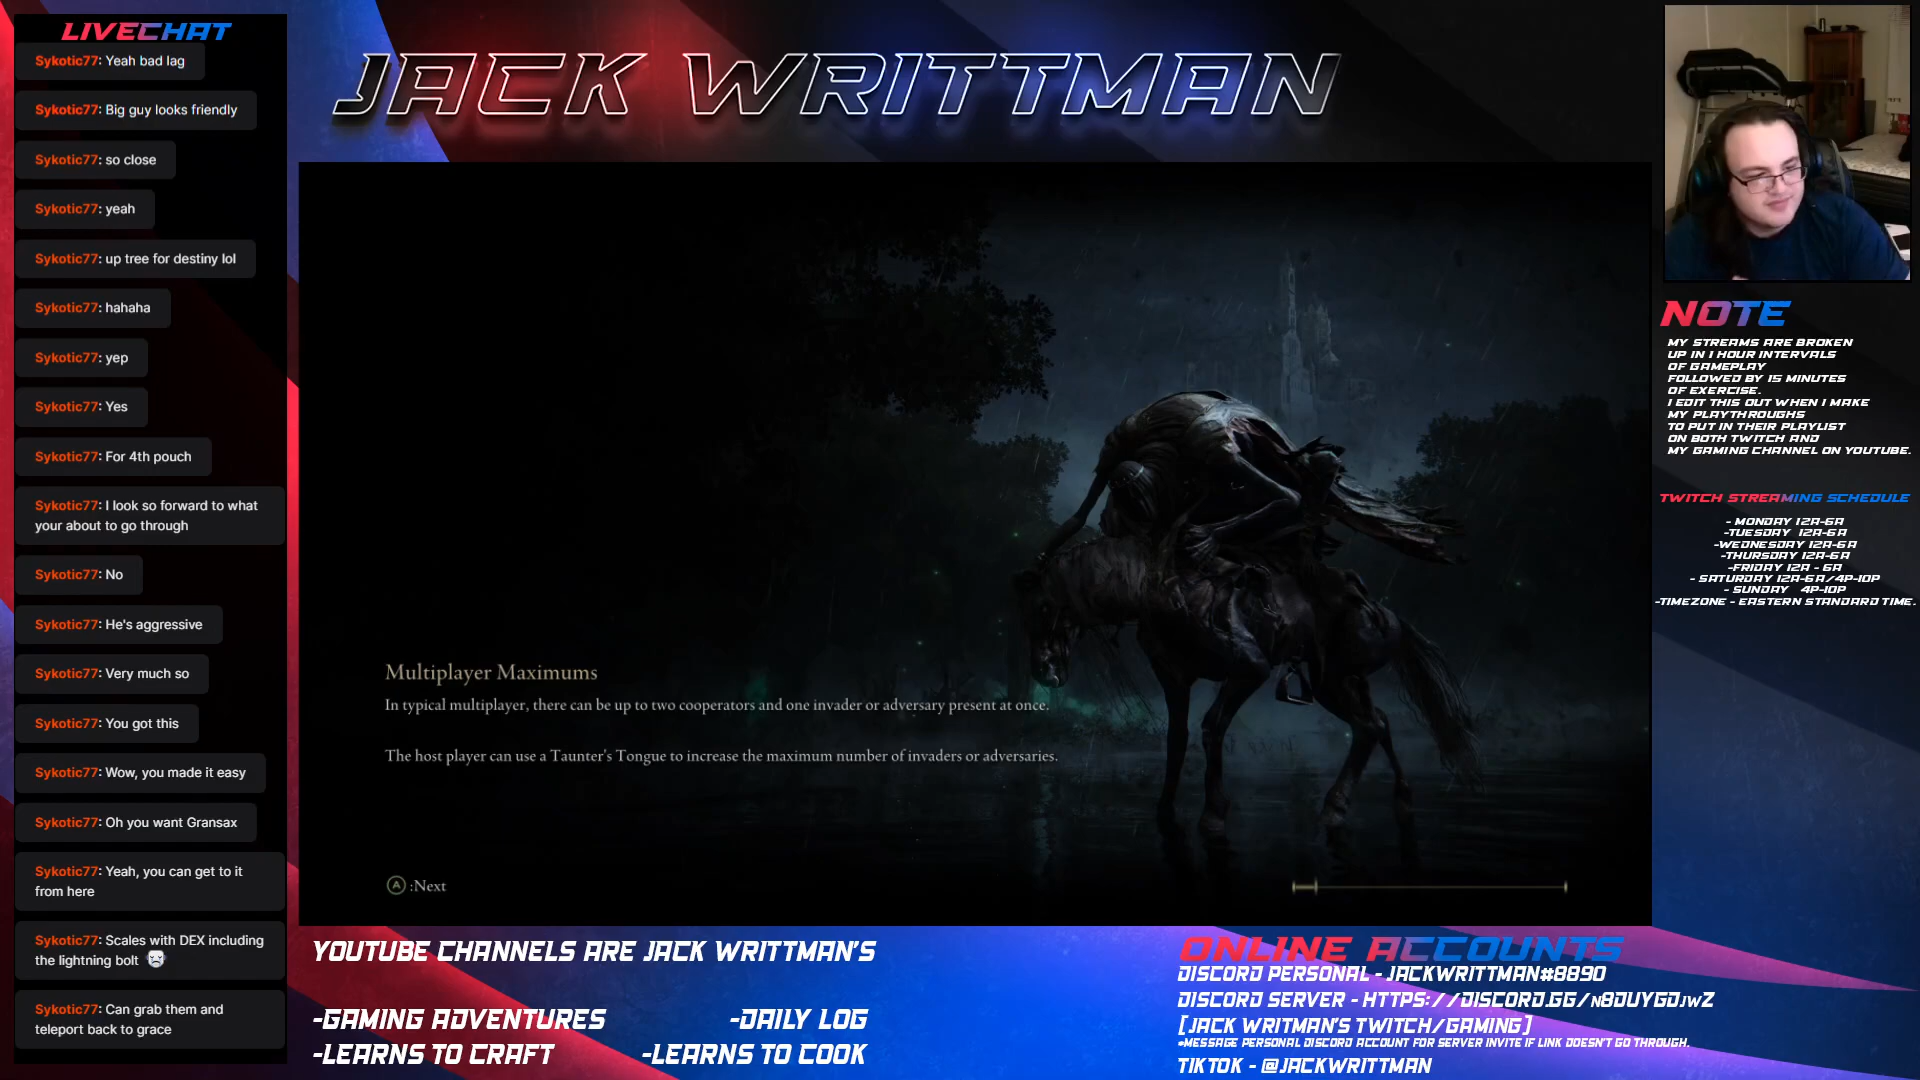 LIVECHAT
Sykotic77: Yeah bad lag
Sykotic77: Big guy looks friendly
Sykotic77: so close
Sykotic77: yeah
Sykotic77: up tree for destiny lol
Sykotic77: hahaha
Sykotic77: yep
Sykotic77: Yes
Sykotic77: For 4th pouch
Sykotic77: I look so forward to what
your about to go through
Sykotic77: No
Sykotic77: He's aggressive
Sykotic77: Very much so
Sykotic77: You got this
Sykotic77: Wow, you made it easy
Sykotic77: Oh you want Gransax
Sykotic77: Yeah, you can get to it
from here
Sykotic77: Scales with DEX including
the lightning bolt
Sykotic77: Can grab them and
teleport back to grace
JACK WRITTMAN
Multiplayer Maximums
In typical multiplayer, there can be up to two cooperators and one invader or adversary present at once.
The host player can use a Taunter's Tongue to increase the maximum number of invaders or adversaries.
A :Next
NOTE
MY STREAMS ARE BROKEN
UP IN 1 HOUR INTERVALS
OF GAMEPLAY
FOLLOWED BY 15 MINUTES
OF EXERCISE.
I EDIT THIS OUT WHEN I MAKE
MY PLAYTHROUGHS
TO PUT IN THEIR PLAYLIST
ON BOTH TWITCH AND
MY GAMING CHANNEL ON YOUTUBE.
TWITCH STREAMING SCHEDULE
- MONDAY 12A-6A
-TUESDAY 12A-6A
-WEDNESDAY 12A-6A
-THURSDAY 12A-6A
-FRIDAY 12A - 6A
- SATURDAY 12A-6A/4P-10P
- SUNDAY 4P-10P
-TIMEZONE - EASTERN STANDARD TIME.
YOUTUBE CHANNELS ARE JACK WRITTMAN'S
-GAMING ADVENTURES -DAILY LOG
-LEARNS TO CRAFT -LEARNS TO COOK
ONLINE ACCOUNTS
DISCORD PERSONAL - JACKWRITTMAN#8890
DISCORD SERVER - HTTPS://DISCORD.GG/N8DUYGDJWZ
[JACK WRITMAN'S TWITCH/GAMING]
*MESSAGE PERSONAL DISCORD ACCOUNT FOR SERVER INVITE IF LINK DOESN'T GO THROUGH.
TIKTOK - @JACKWRITTMAN